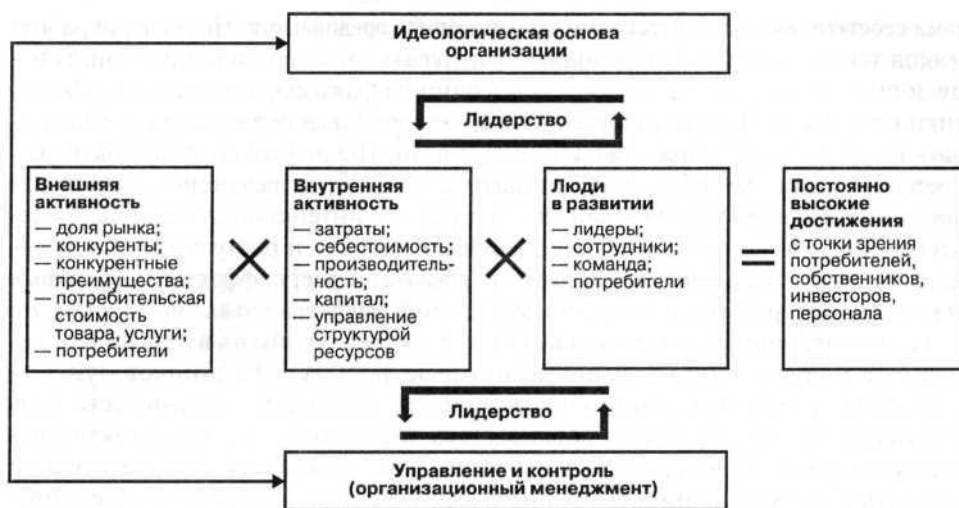 Идеологическая основа
организации
Лидерство
Внешняя
активность
— доля рынка;
— конкуренты;
— конкурентные
преимущества;
— потребительская
стоимость
товара, услуги;
— потребители
Внутренняя
активность
— затраты;
— себестоимость;
— производитель-
ность;
— капитал;
— управление
структурой
ресурсов
Люди
в развитии
— лидеры;
— сотрудники;
— команда;
— потребители
Постоянно
высокие
достижения
с точки зрения
потребителей,
собственников,
инвесторов,
персонала
Лидерство
Управление и контроль
(организационный менеджмент)